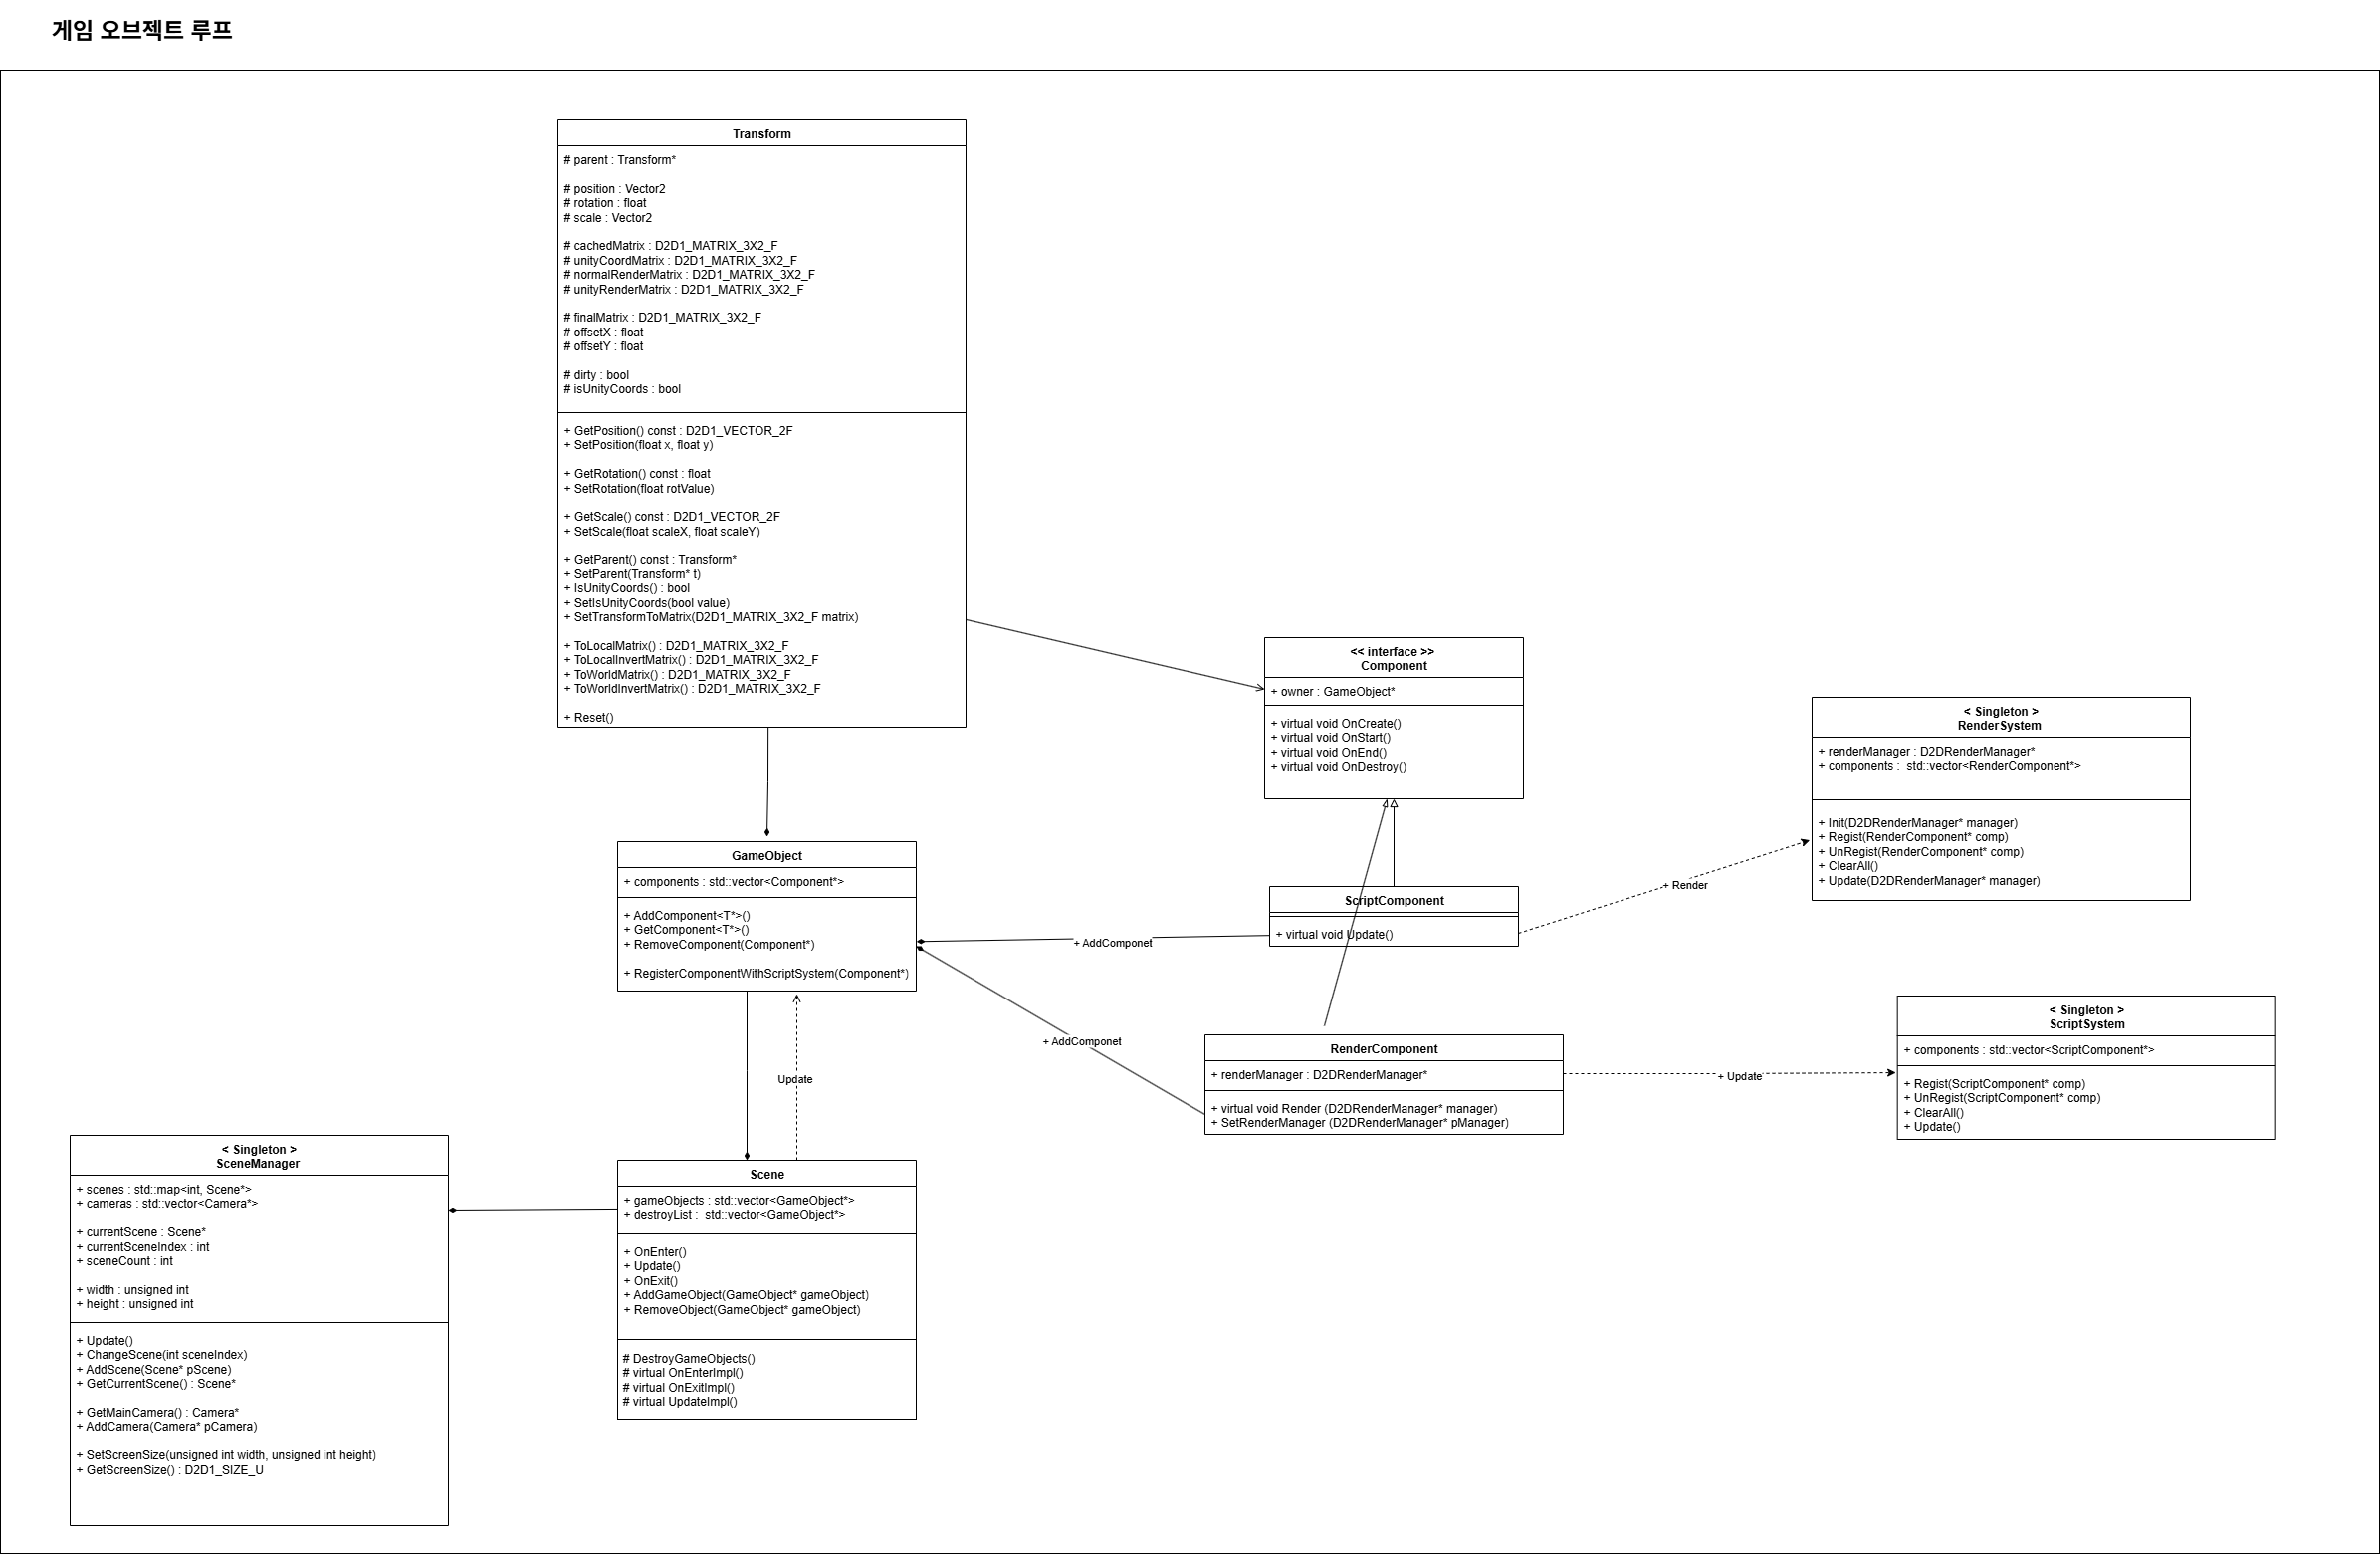 게임 오브젝트 루프
Transform
# parent : Transform*
# position : Vector2
# rotation : float
# scale : Vector2
# cachedMatrix : D2D1_MATRIX_3X2_F
# unityCoordMatrix : D2D1_MATRIX_3X2_F
# normalRenderMatrix : D2D1_MATRIX_3X2_F
# unityRenderMatrix : D2D1_MATRIX_3X2_F
# finalMatrix : D2D1_MATRIX_3X2_F
# offsetX : float
# offsetY : float
# dirty : bool
# isUnityCoords : bool
+ GetPosition() const : D2D1_VECTOR_2F
+ SetPosition(float x, float y)
+ GetRotation() const : float
+ SetRotation(float rotValue)
+ GetScale() const : D2D1_VECTOR_2F
+ SetScale(float scaleX, float scaleY)
+ GetParent() const : Transform*
+ SetParent(Transform* t)
+ IsUnityCoords() : bool
+ SetIsUnityCoords(bool value)
+ SetTransformToMatrix(D2D1_MATRIX_3X2_F matrix)
+ ToLocalMatrix() : D2D1_MATRIX_3X2_F
+ ToLocalInvertMatrix() : D2D1_MATRIX_3X2_F
+ ToWorldMatrix() : D2D1_MATRIX_3X2_F
+ ToWorldInvertMatrix() : D2D1_MATRIX_3X2_F
+ Reset()
<< interface >>
Component
+ owner : GameObject*
+ virtual void OnCreate()
+ virtual void OnStart()
+ virtual void OnEnd()
+ virtual void OnDestroy()
< Singleton >
RenderSystem
+ renderManager : D2DRenderManager*
+ components :  std::vector<RenderComponent*>
+ Init(D2DRenderManager* manager)
+ Regist(RenderComponent* comp)
+ UnRegist(RenderComponent* comp)
+ ClearAll()
+ Update(D2DRenderManager* manager)
GameObject
+ components : std::vector<Component*>
+ AddComponent<T*>()
+ GetComponent<T*>()
+ RemoveComponent(Component*)
+ RegisterComponentWithScriptSystem(Component*)
+ AddComponet
ScriptComponent
+ virtual void Update()
+ Render
+ AddComponet
RenderComponent
+ renderManager : D2DRenderManager*
+ virtual void Render (D2DRenderManager* manager)
+ SetRenderManager (D2DRenderManager* pManager)
+ Update
< Singleton >
ScriptSystem
+ components : std::vector<ScriptComponent*>
+ Regist(ScriptComponent* comp)
+ UnRegist(ScriptComponent* comp)
+ ClearAll()
+ Update()
Update
< Singleton >
SceneManager
+ scenes : std::map<int, Scene*>
+ cameras : std::vector<Camera*>
+ currentScene : Scene*
+ currentSceneIndex : int
+ sceneCount : int
+ width : unsigned int
+ height : unsigned int
+ Update()
+ ChangeScene(int sceneIndex)
+ AddScene(Scene* pScene)
+ GetCurrentScene() : Scene*
+ GetMainCamera() : Camera*
+ AddCamera(Camera* pCamera)
+ SetScreenSize(unsigned int width, unsigned int height)
+ GetScreenSize() : D2D1_SIZE_U
Scene
+ gameObjects : std::vector<GameObject*>
+ destroyList :  std::vector<GameObject*>
+ OnEnter()
+ Update()
+ OnExit()
+ AddGameObject(GameObject* gameObject)
+ RemoveObject(GameObject* gameObject)
# DestroyGameObjects()
# virtual OnEnterImpl()
# virtual OnExitImpl()
# virtual UpdateImpl()